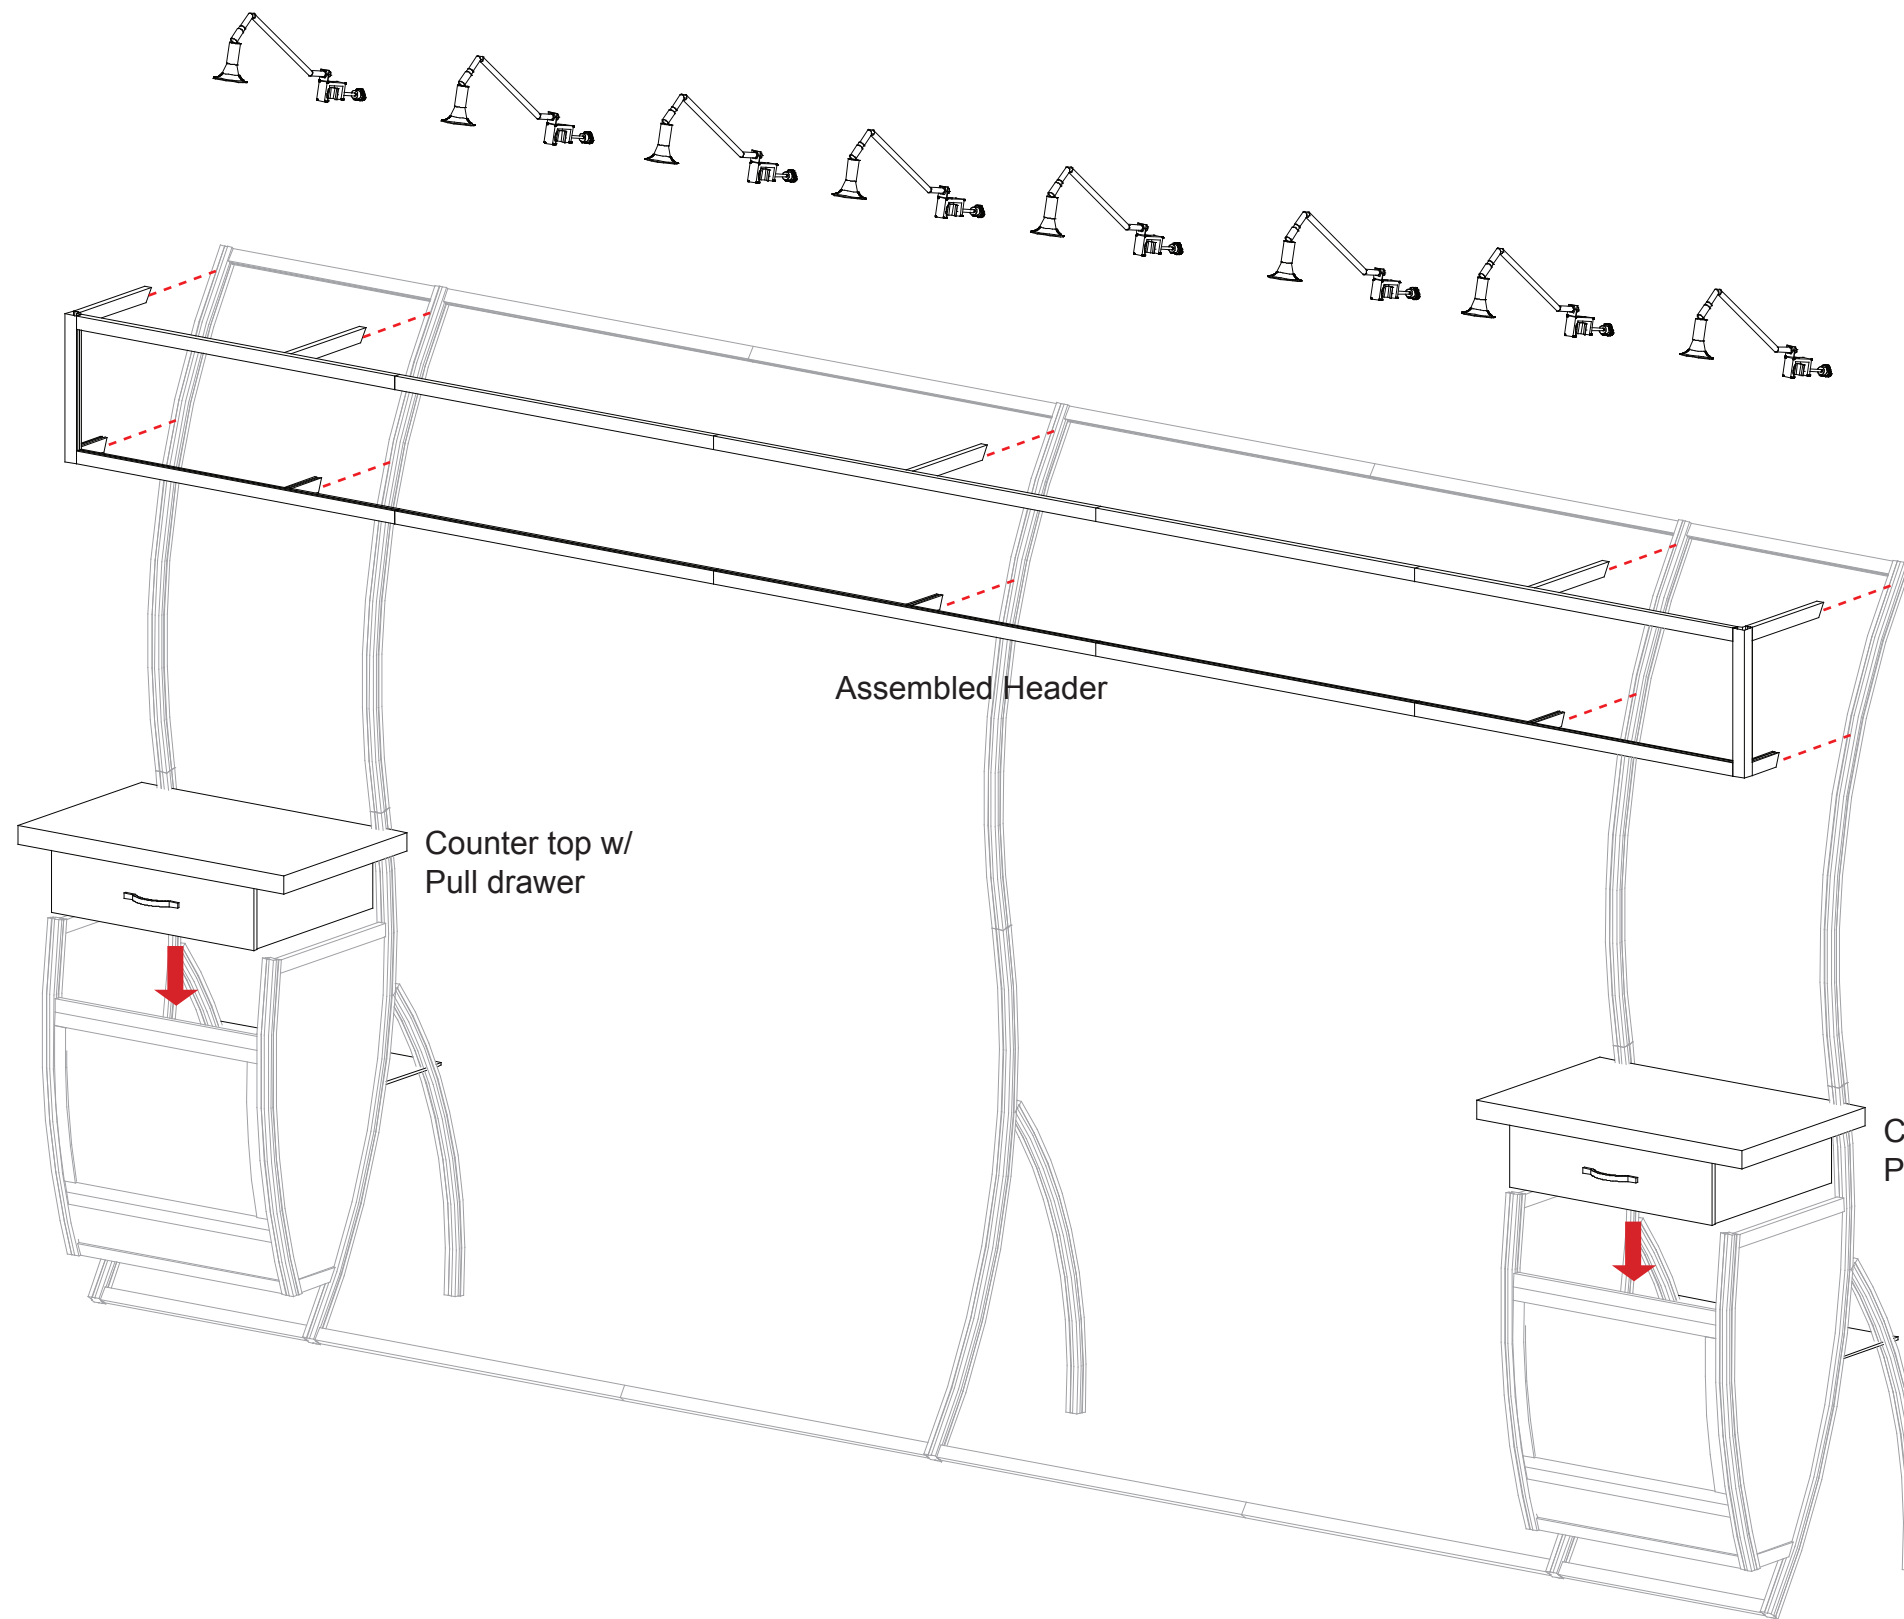 Assembled Header
Counter top w/
Pull drawer
C
P